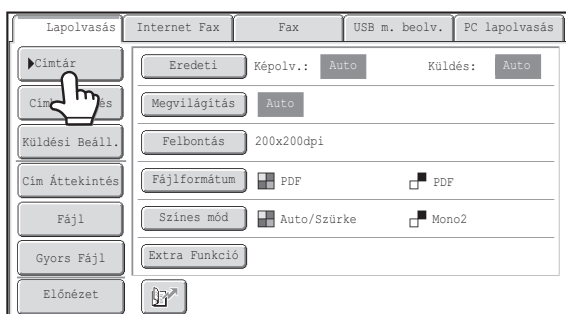 Lapolvasás Internet Fax Fax USB m. beolv. PC lapolvasás
Címtár
Eredeti Képolv.: Auto Küldés: Auto
Megvilágítás Auto
Küldési Beáll. Felbontás 200x200dpi
Cím Áttekintés Fájlformátum PDF PDF
Fájl Színes mód Auto/Szürke Mono2
Gyors Fájl Extra Funkció
Előnézet